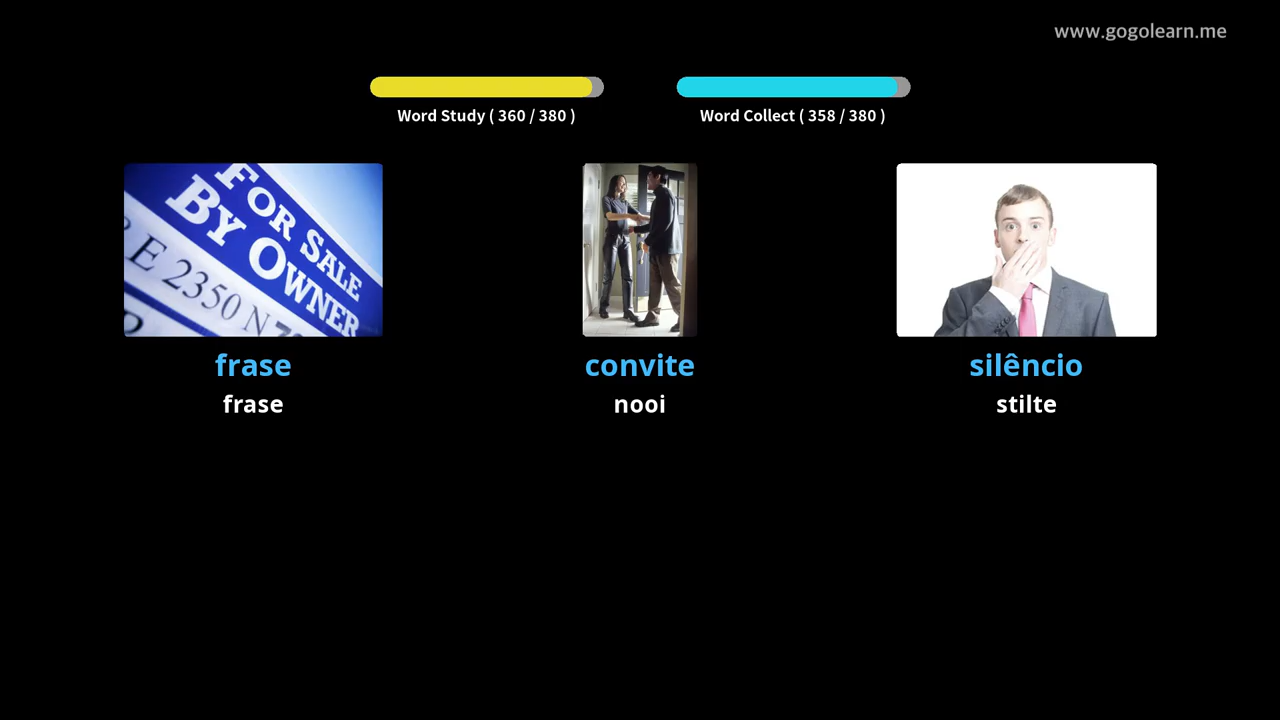 www.gogolearn.me
Word Study ( 360 / 380 )
Word Collect ( 358 / 380 )
FOR SALE
BY OWNER
E 2350 N
frase
convite
silêncio
frase
nooi
stilte